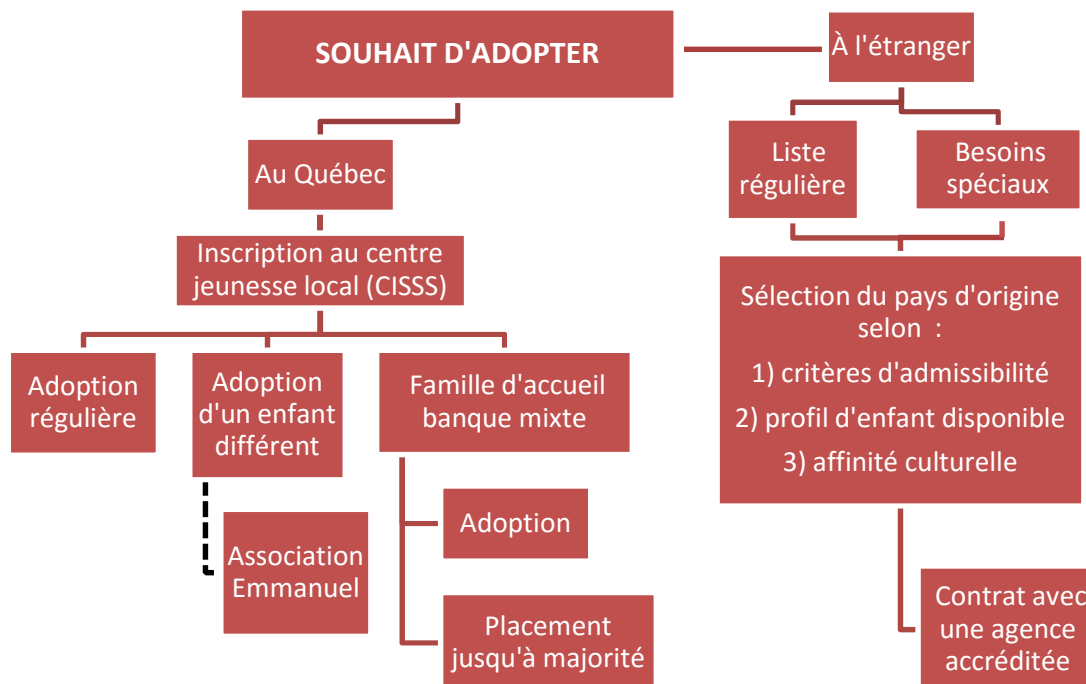 SOUHAIT D'ADOPTER
À l'étranger
Au Québec
Liste
régulière
Besoins
spéciaux
Inscription au centre
jeunesse local (CISSS)
Sélection du pays d'origine
selon :
1) critères d'admissibilité
2) profil d'enfant disponible
3) affinité culturelle
Adoption
régulière
Adoption
d'un enfant
différent
Famille d'accueil
banque mixte
Association
Emmanuel
Adoption
Placement
jusqu'à majorité
Contrat avec
une agence
accréditée